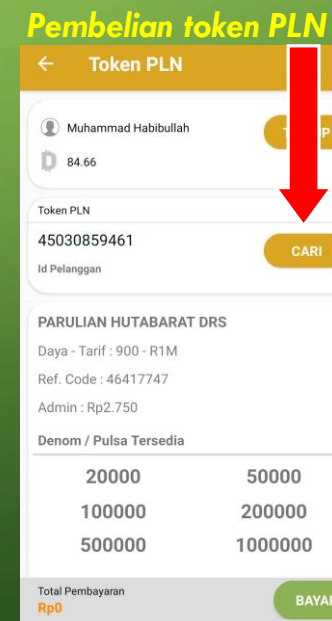 Pembelian token PLN
Token PLN
Muhammad Habibullah
84.66
Token PLN
45030859461
CARI
Id Pelanggan
PARULIAN HUTABARAT DRS
Daya - Tarif : 900 - R1M
Ref. Code : 46417747
Admin : Rp2.750
Denom / Pulsa Tersedia
20000 50000
100000 200000
500000 1000000
Total Pembayaran
Rp0